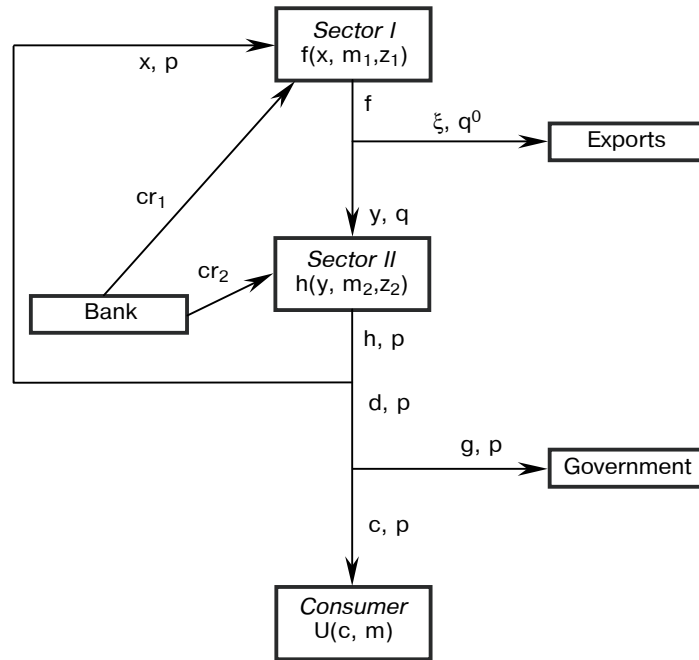 Sector I
f(x, m₁,z₁)
x, p
f
ξ, q⁰
Exports
cr₁
y, q
Sector II
h(y, m₂,z₂)
cr₂
Bank
h, p
d, p
g, p
Government
c, p
Consumer
U(c, m)